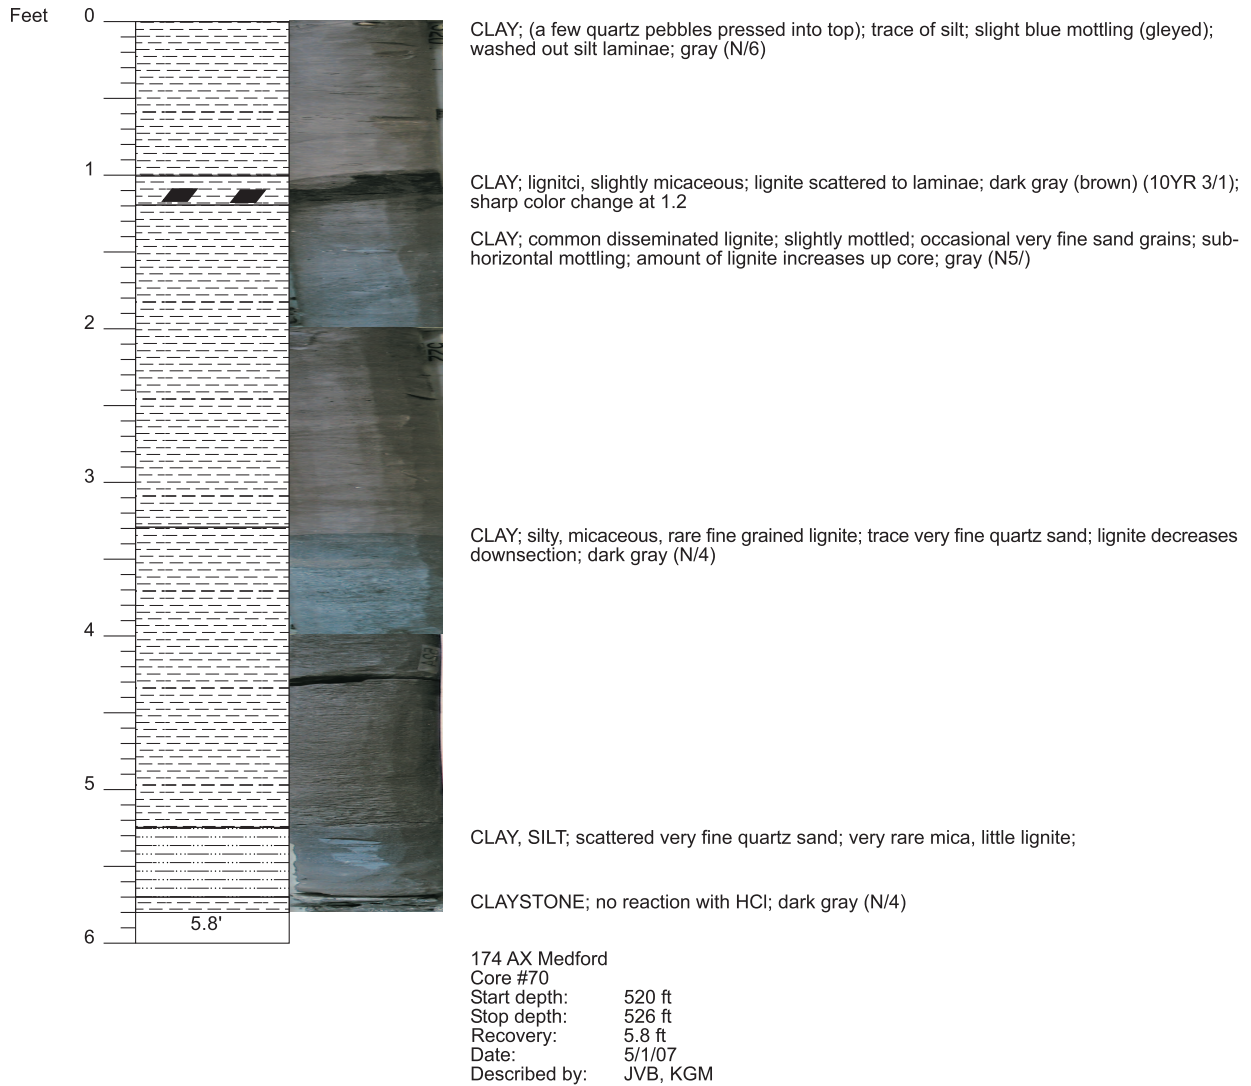 Feet
0
CLAY; (a few quartz pebbles pressed into top); trace of silt; slight blue mottling (gleyed);
washed out silt laminae; gray (N/6)
1
CLAY; lignitci, slightly micaceous; lignite scattered to laminae; dark gray (brown) (10YR 3/1);
sharp color change at 1.2
CLAY; common disseminated lignite; slightly mottled; occasional very fine sand grains; sub-
horizontal mottling; amount of lignite increases up core; gray (N5/)
2
3
CLAY; silty, micaceous, rare fine grained lignite; trace very fine quartz sand; lignite decreases
downsection; dark gray (N/4)
4
5
CLAY, SILT; scattered very fine quartz sand; very rare mica, little lignite;
CLAYSTONE; no reaction with HCl; dark gray (N/4)
5.8'
6
174 AX Medford
Core #70
Start depth: 520 ft
Stop depth: 526 ft
Recovery: 5.8 ft
Date: 5/1/07
Described by: JVB, KGM